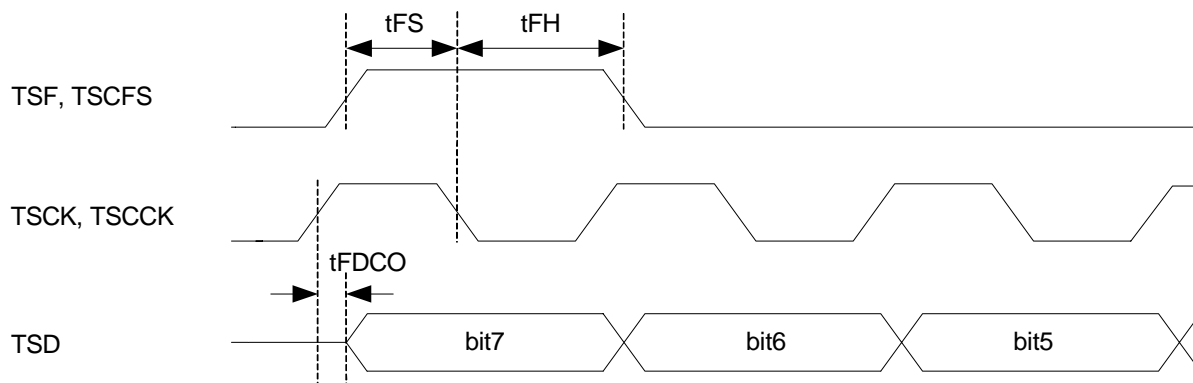 tFS
tFH
TSF, TSCFS
TSCK, TSCCK
tFDCO
TSD
bit7
bit6
bit5